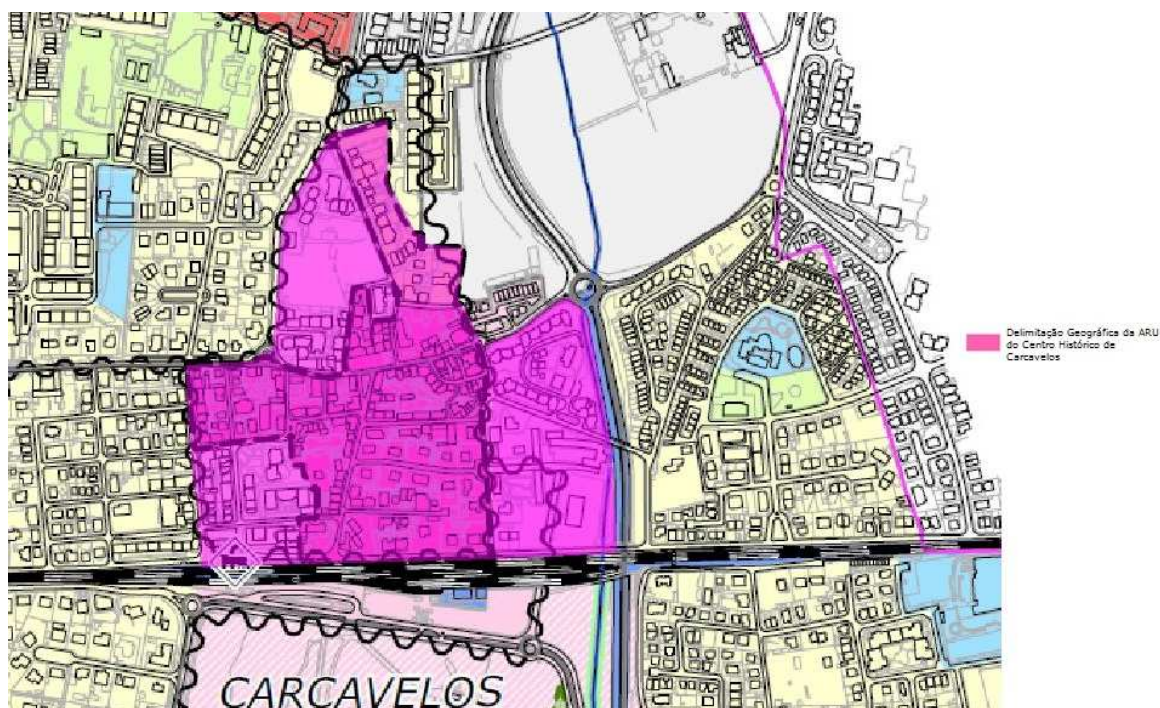 Delimitação Geográfica da ARU
do Centro Histórico de
Carcavelos
CARCAVELOS